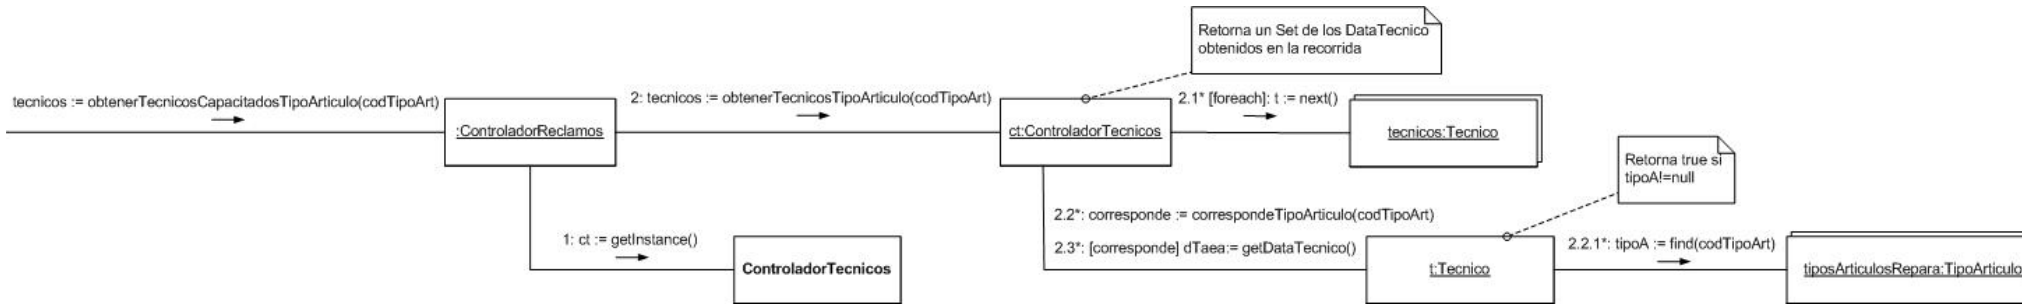 Retorna un Set de los DataTecnico
obtenidos en la recorrida
tecnicos := obtenerTecnicosCapacitadosTipoArticulo(codTipoArt)
2: tecnicos := obtenerTecnicosTipoArticulo(codTipoArt)
2.1* [foreach]: t := next()
:ControladorReclamos
ct:ControladorTecnicos
tecnicos:Tecnico
Retorna true si
tipoA!=null
2.2*: corresponde := correspondeTipoArticulo(codTipoArt)
1: ct := getInstance()
2.3*: [corresponde] dTaea:= getDataTecnico()
2.2.1*: tipoA := find(codTipoArt)
ControladorTecnicos
t:Tecnico
tiposArticulosRepara:TipoArticulo